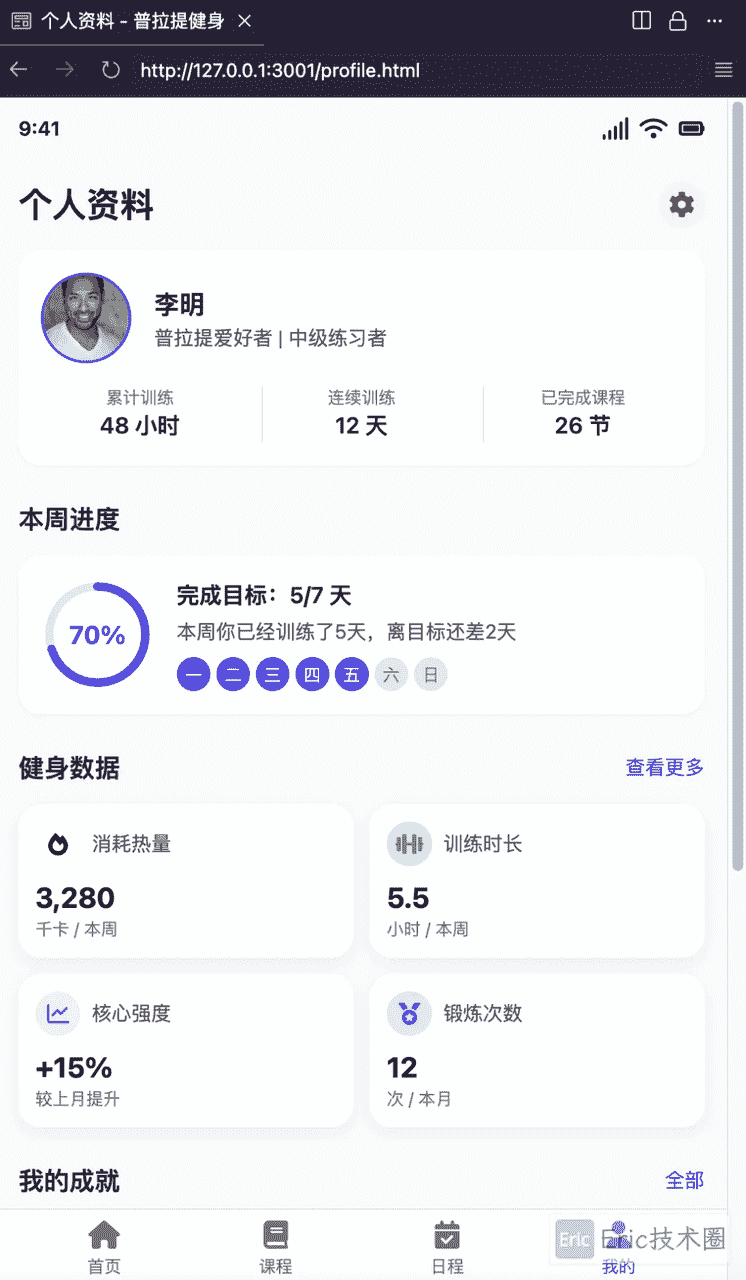 个人资料 - 普拉提健身
http://127.0.0.1:3001/profile.html
9:41
个人资料
李明
普拉提爱好者 | 中级练习者
累计训练 连续训练 已完成课程
48 小时 12 天 26 节
本周进度
完成目标：5/7 天
70%
本周你已经训练了5天，离目标还差2天
一 二 三 四 五 六 日
健身数据 查看更多
消耗热量 训练时长
3,280 5.5
千卡 / 本周 小时 / 本周
核心强度 锻炼次数
+15% 12
较上月提升 次 / 本月
我的成就 全部
首页 课程 日程 我的
Eric Eric技术圈